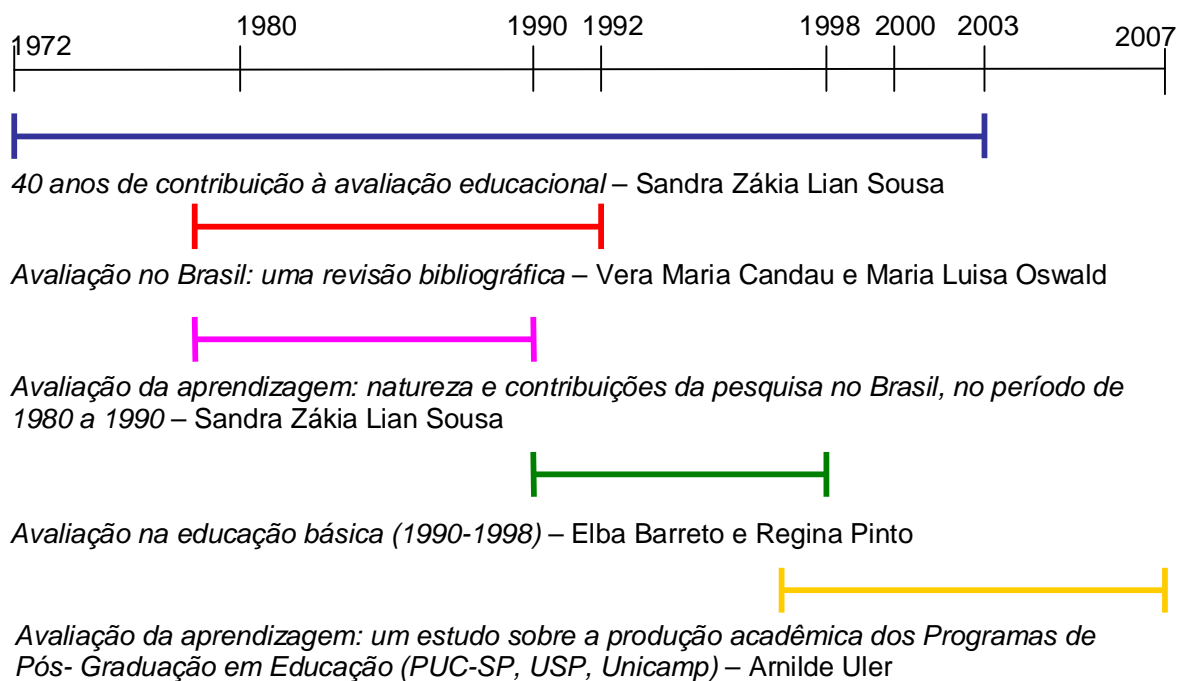 1972 1980 1990 1992 1998 2000 2003 2007
40 anos de contribuição à avaliação educacional – Sandra Zákia Lian Sousa
Avaliação no Brasil: uma revisão bibliográfica – Vera Maria Candau e Maria Luisa Oswald
Avaliação da aprendizagem: natureza e contribuições da pesquisa no Brasil, no período de
1980 a 1990 – Sandra Zákia Lian Sousa
Avaliação na educação básica (1990-1998) – Elba Barreto e Regina Pinto
Avaliação da aprendizagem: um estudo sobre a produção acadêmica dos Programas de
Pós- Graduação em Educação (PUC-SP, USP, Unicamp) – Arnilde Uler